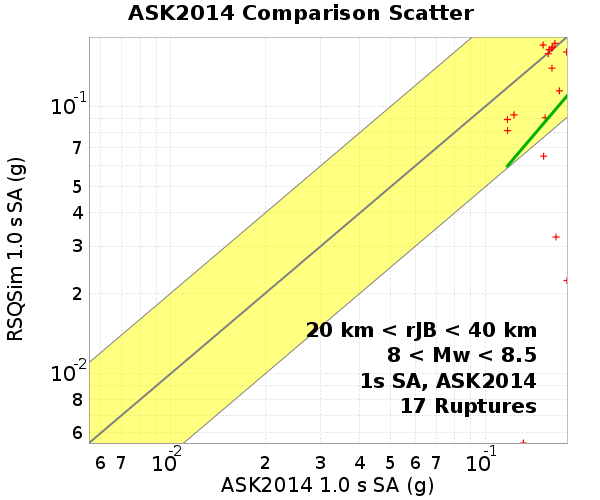 ASK2014 Comparison Scatter
RSQSim 1.0 s SA (g)
10-1
7
5
4
3
2
10-2
8
6
20 km < rJB < 40 km
8 < Mw < 8.5
1s SA, ASK2014
17 Ruptures
6 7 10-2 2 3 4 5 6 7 10-1
ASK2014 1.0 s SA (g)